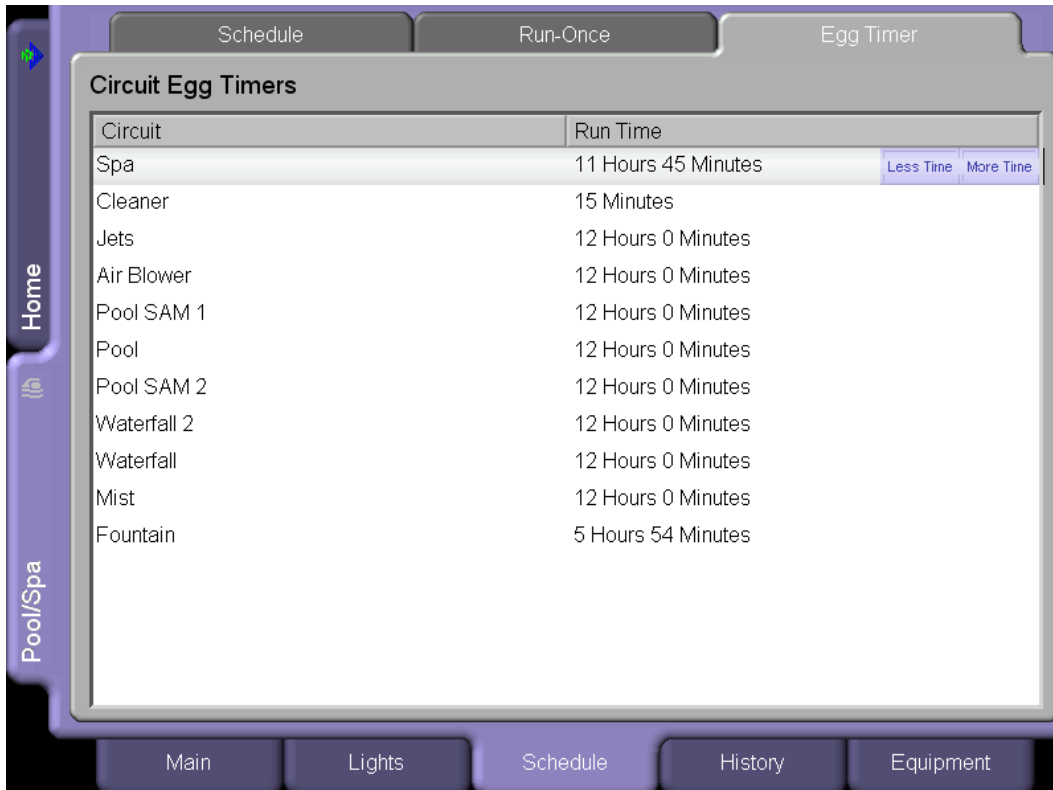 Schedule Run-Once Egg Timer
Circuit Egg Timers
Circuit Run Time
Spa 11 Hours 45 Minutes Less Time More Time
Cleaner 15 Minutes
Jets 12 Hours 0 Minutes
Air Blower 12 Hours 0 Minutes
Pool SAM 1 12 Hours 0 Minutes
Pool 12 Hours 0 Minutes
Pool SAM 2 12 Hours 0 Minutes
Waterfall 2 12 Hours 0 Minutes
Waterfall 12 Hours 0 Minutes
Mist 12 Hours 0 Minutes
Fountain 5 Hours 54 Minutes
Home
Pool/Spa
Main Lights Schedule History Equipment